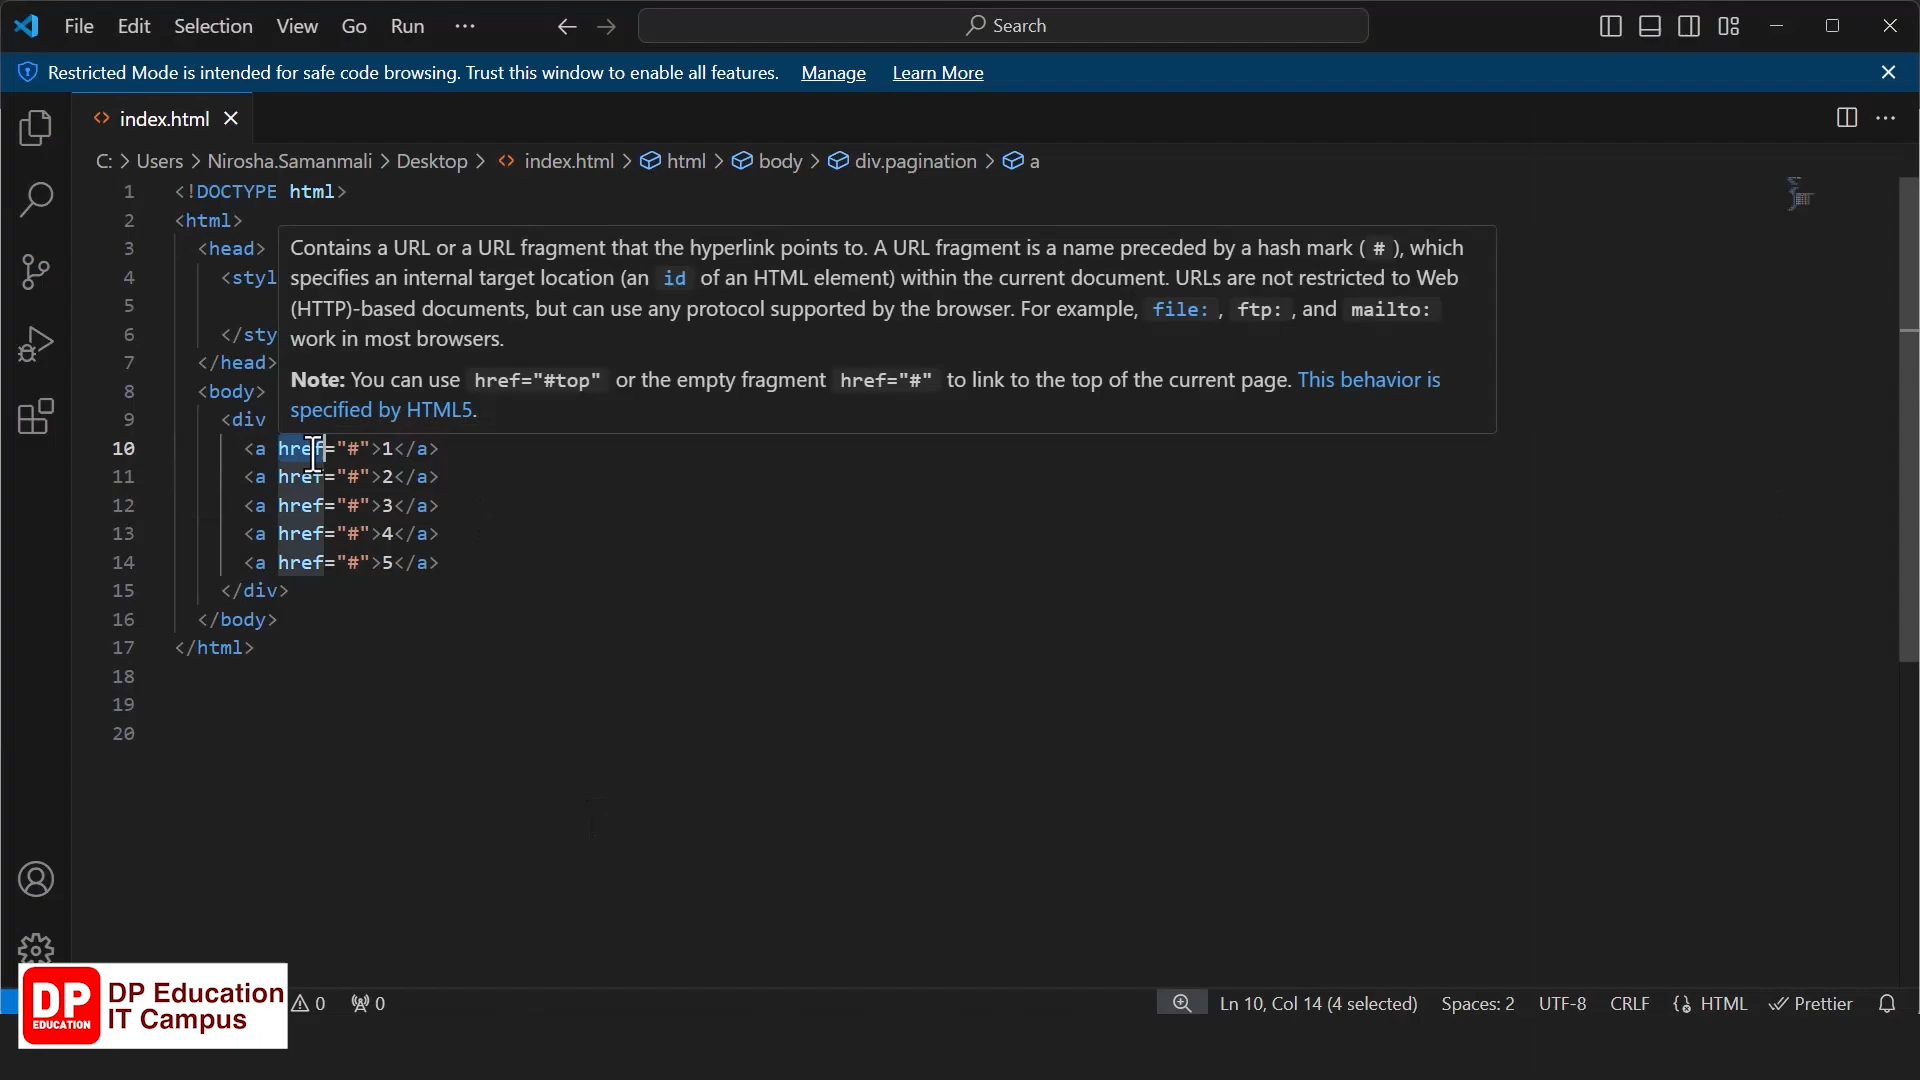 File Edit Selection View Go Run ··· Search
Restricted Mode is intended for safe code browsing. Trust this window to enable all features. Manage Learn More
index.html
C: > Users > Nirosha.Samanmali > Desktop > index.html > html > body > div.pagination > a
1 <!DOCTYPE html>
2 <html>
3 <head>
4 <styl
5
6 </sty
7 </head>
8 <body>
9 <div
Contains a URL or a URL fragment that the hyperlink points to. A URL fragment is a name preceded by a hash mark ( # ), which
specifies an internal target location (an id of an HTML element) within the current document. URLs are not restricted to Web
(HTTP)-based documents, but can use any protocol supported by the browser. For example, file: , ftp: , and mailto:
work in most browsers.
Note: You can use href="#top" or the empty fragment href="#" to link to the top of the current page. This behavior is
specified by HTML5.
10 <a href="#">1</a>
11 <a href="#">2</a>
12 <a href="#">3</a>
13 <a href="#">4</a>
14 <a href="#">5</a>
15 </div>
16 </body>
17 </html>
18
19
20
DP EDUCATION
DP Education
IT Campus
0 0 Ln 10, Col 14 (4 selected) Spaces: 2 UTF-8 CRLF HTML Prettier